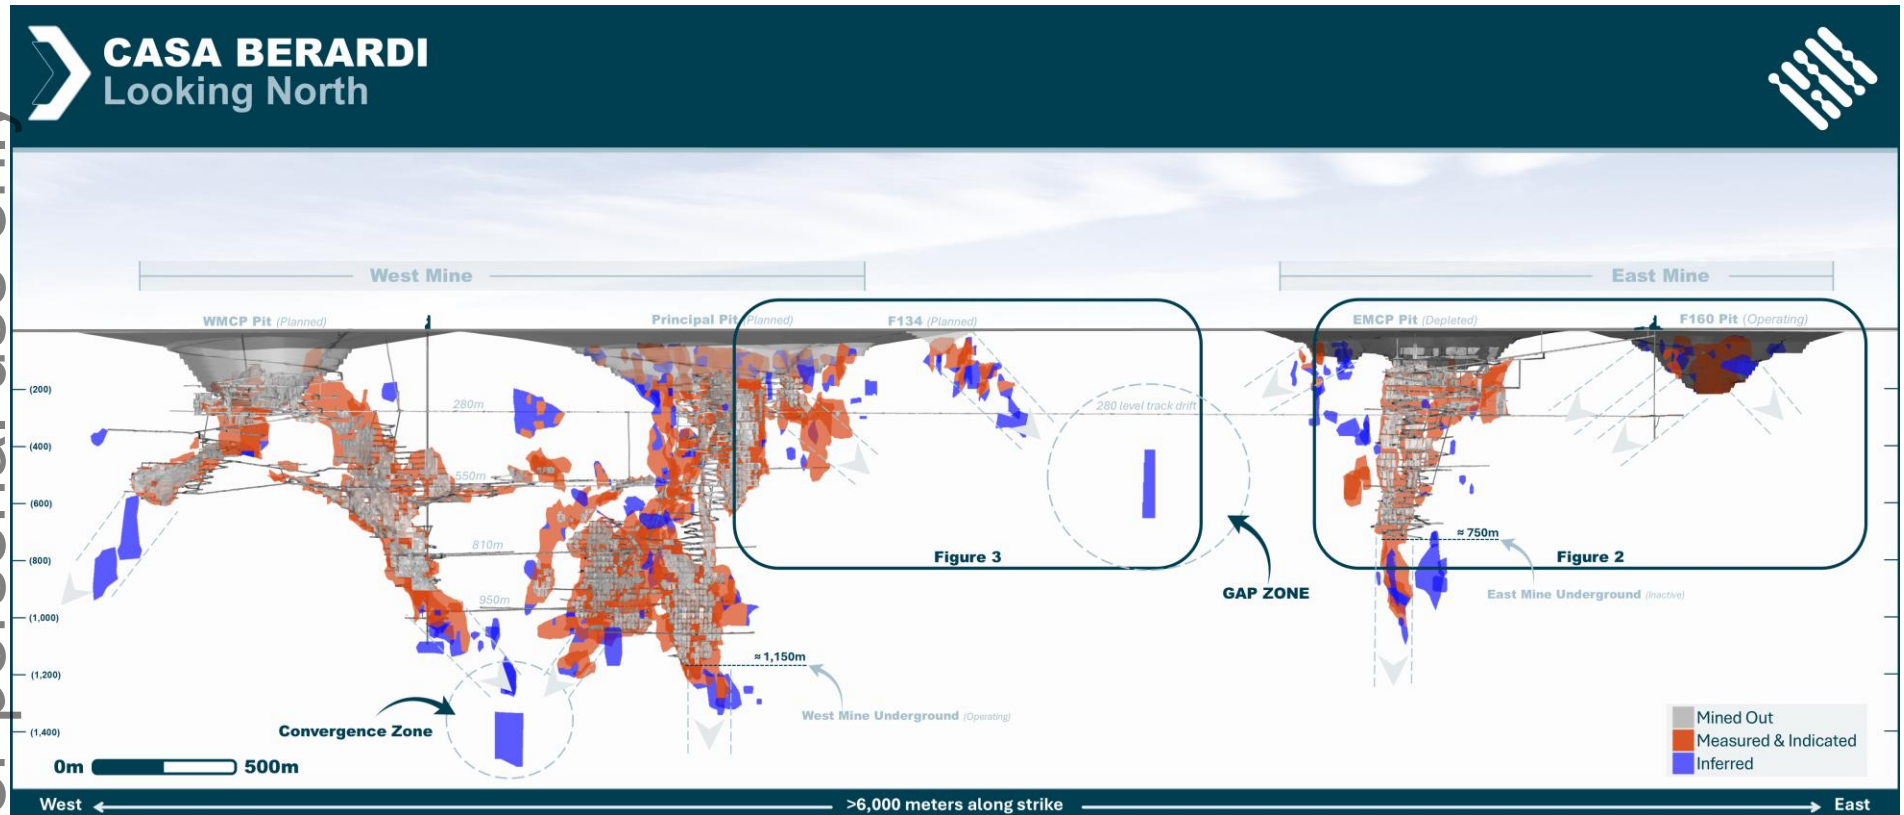 CASA BERARDI
Looking North
West Mine
East Mine
WMCP Pit (Planned)
Principal Pit (Planned)
F134 (Planned)
EMCP Pit (Depleted)
F160 Pit (Operating)
(200)
280m
280 level track drift
(400)
550m
(600)
810m
≈ 750m
(800)
Figure 3
Figure 2
950m
GAP ZONE
East Mine Underground (Inactive)
(1,000)
≈ 1,150m
(1,200)
West Mine Underground (Operating)
Convergence Zone
(1,400)
Mined Out
Measured & Indicated
Inferred
0m
500m
West
>6,000 meters along strike
East